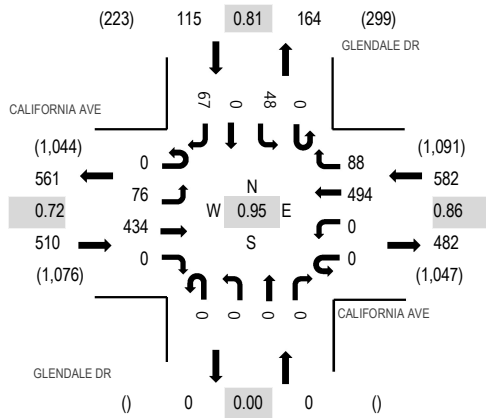 (223) 115 0.81 164 (299)
GLENDALE DR
67 0 48 0
CALIFORNIA AVE
(1,044) (1,091)
561 0 88 582
76 N 494
0.72 W 0.95 E 0.86
510 434 0 482
0 S 0
(1,076) (1,047)
0 0 0 0
CALIFORNIA AVE
GLENDALE DR
() 0 0.00 0 ()